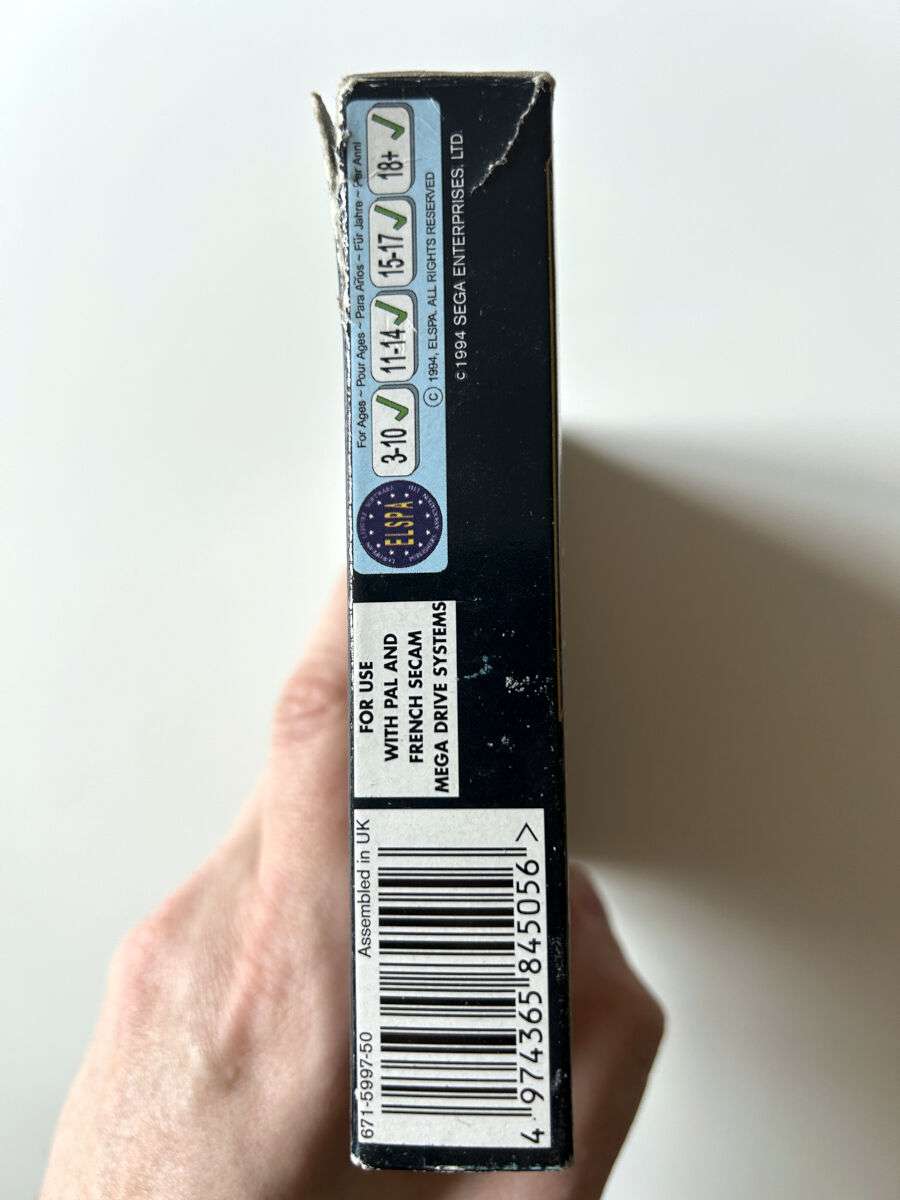 For Ages ~ Pour Ages ~ Para Años ~ Für Jahre ~ Per Anni
3-10 11-14 15-17 18+
© 1994, ELSPA. ALL RIGHTS RESERVED
ELSPA
© 1994 SEGA ENTERPRISES. LTD.
FOR USE
WITH PAL AND
FRENCH SECAM
MEGA DRIVE SYSTEMS
671-5997-50 Assembled in UK
4 974365 845056 >